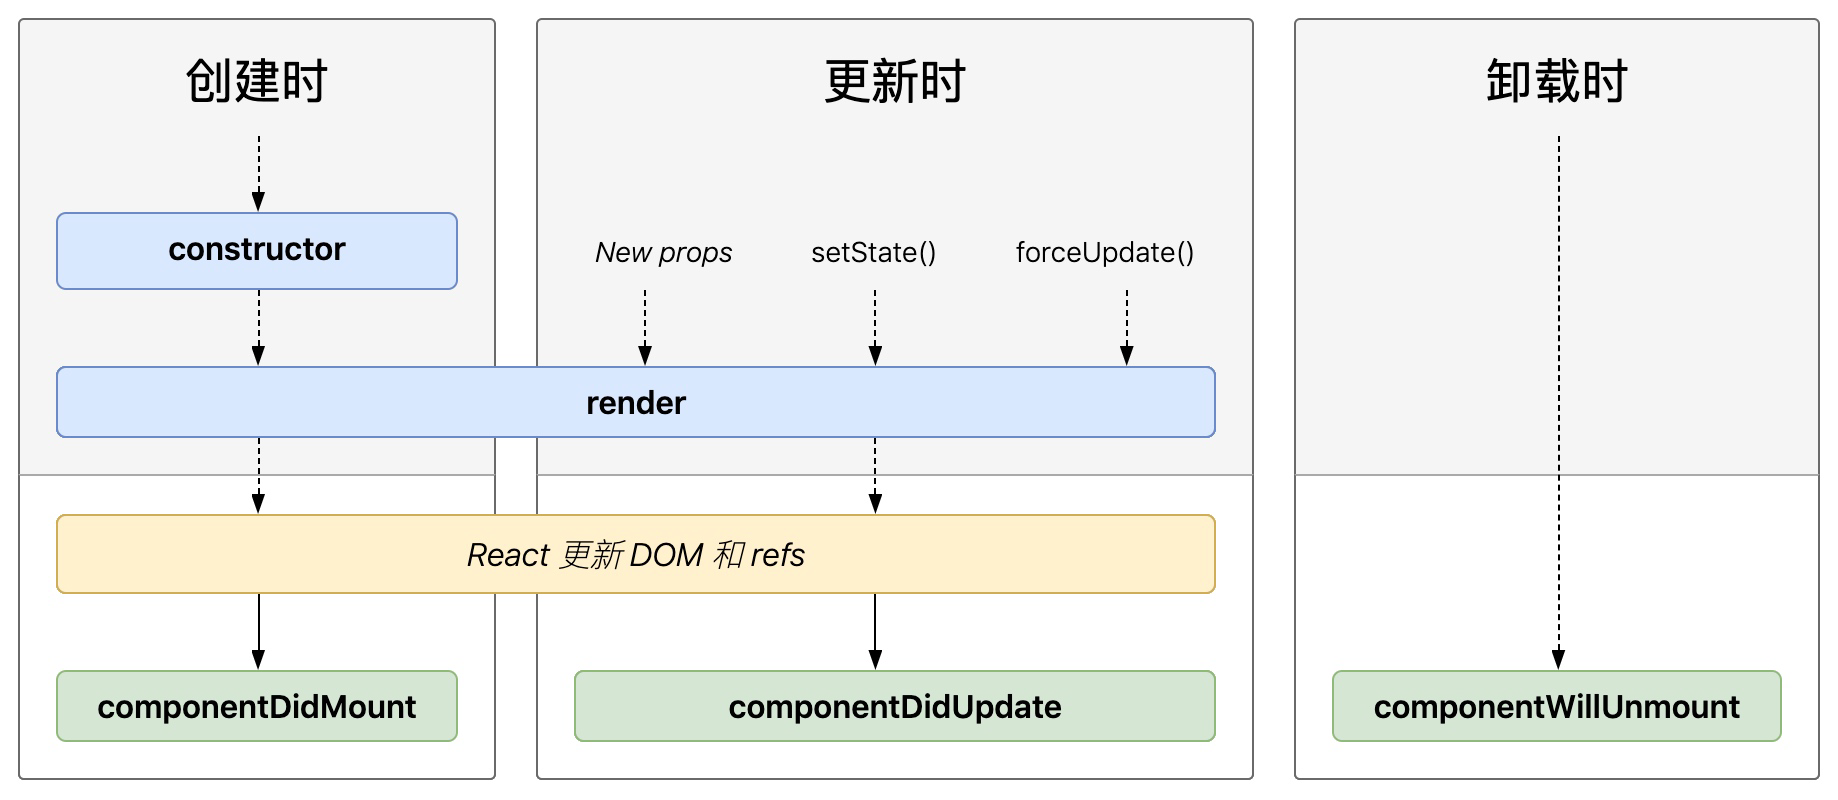 创建时
更新时
卸载时
constructor
New props
setState()
forceUpdate()
render
React 更新 DOM 和 refs
componentDidMount
componentDidUpdate
componentWillUnmount